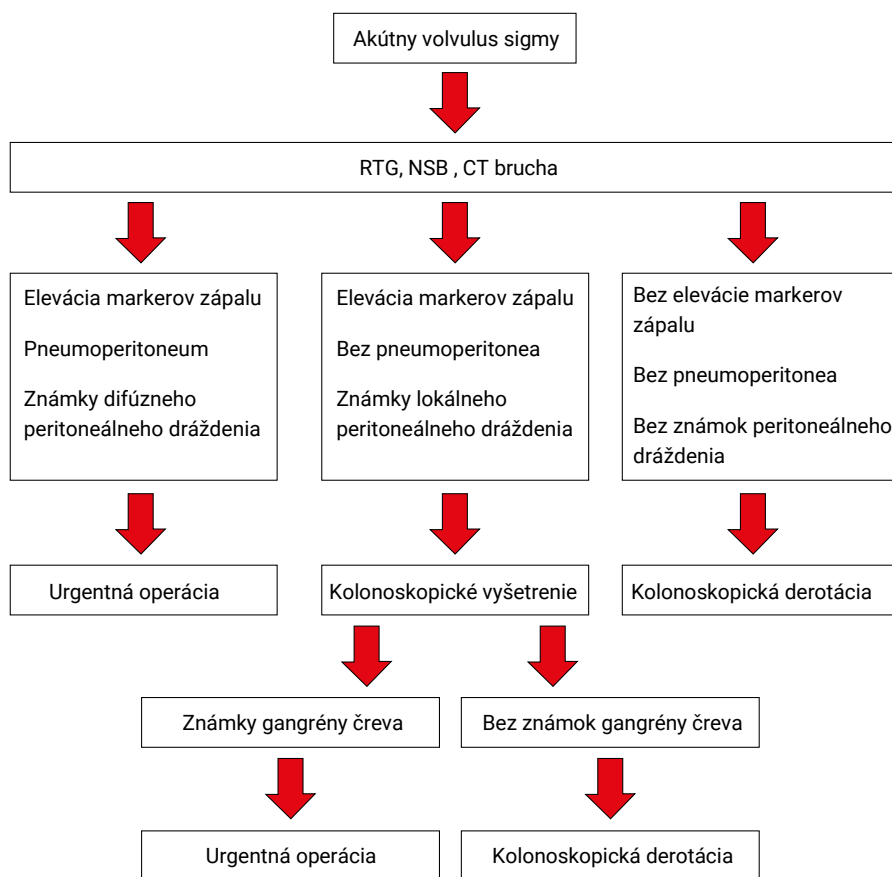 Akútny volvulus sigmy
RTG, NSB , CT brucha
Elevácia markerov zápalu
Pneumoperitoneum
Známky difúzneho
peritoneálneho dráždenia
Elevácia markerov zápalu
Bez pneumoperitonea
Známky lokálneho
peritoneálneho dráždenia
Bez elevácie markerov
zápalu
Bez pneumoperitonea
Bez známok peritoneálneho
dráždenia
Urgentná operácia
Kolonoskopické vyšetrenie
Kolonoskopická derotácia
Známky gangrény čreva
Bez známok gangrény čreva
Urgentná operácia
Kolonoskopická derotácia